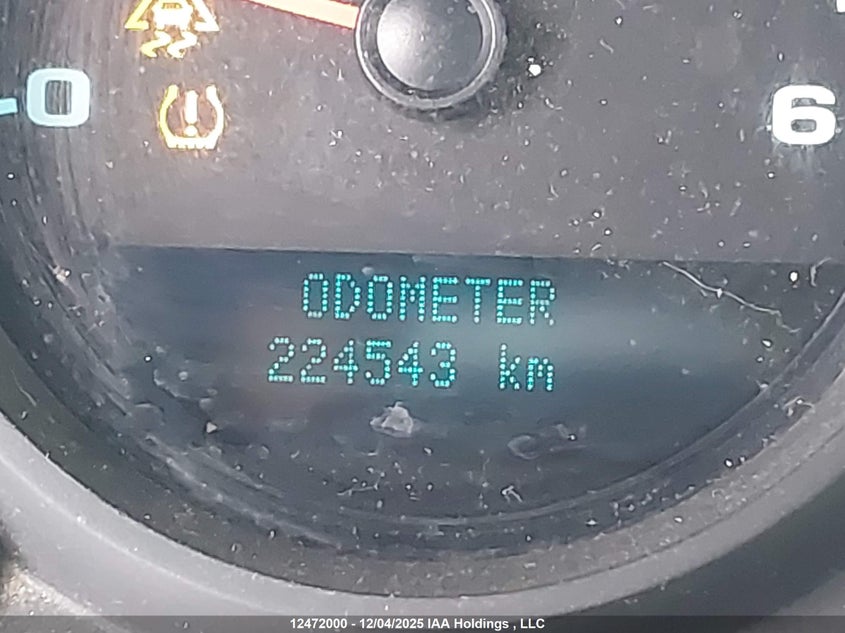 0
6
ODOMETER
224543 km
12472000 - 12/04/2025 IAA Holdings , LLC